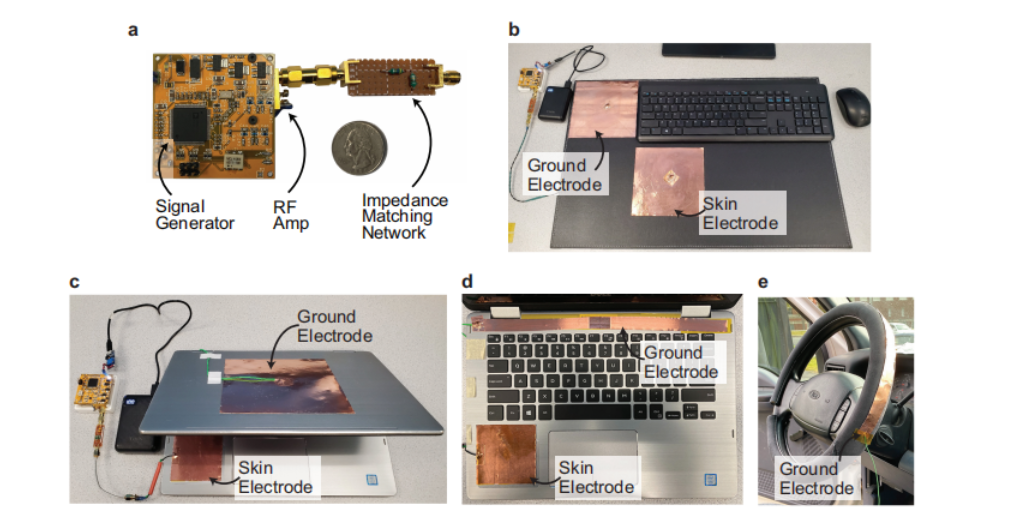 a
Signal
Generator
RF
Amp
Impedance
Matching
Network
b
Ground
Electrode
Skin
Electrode
c
Ground
Electrode
Skin
Electrode
d
Ground
Electrode
Skin
Electrode
e
Ground
Electrode